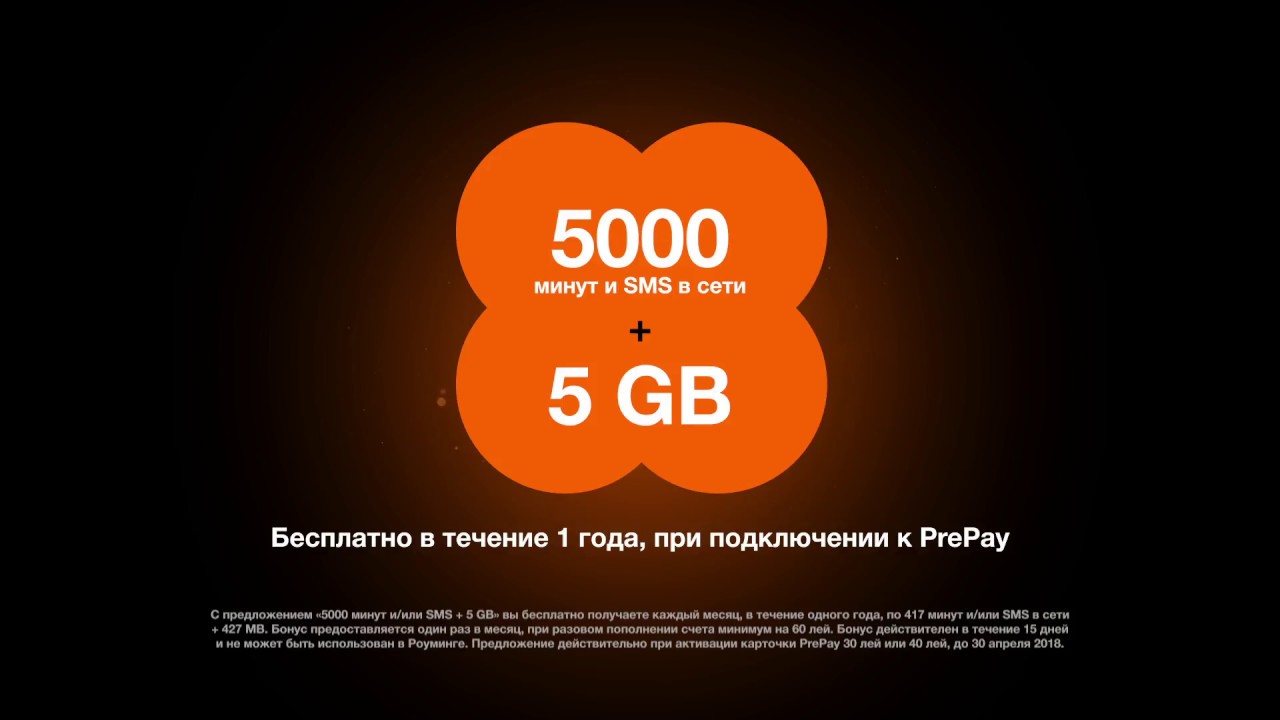 5000
минут и SMS в сети
+
5 GB
Бесплатно в течение 1 года, при подключении к PrePay
С предложением «5000 минут и/или SMS + 5 GB» вы бесплатно получаете каждый месяц, в течение одного года, по 417 минут и/или SMS в сети
+ 427 MB. Бонус предоставляется один раз в месяц, при разовом пополнении счета минимум на 60 лей. Бонус действителен в течение 15 дней
и не может быть использован в Роуминге. Предложение действительно при активации карточки PrePay 30 лей или 40 лей, до 30 апреля 2018.